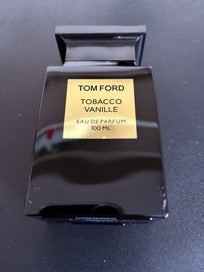 TOM FORD
TOBACCO
VANILLE
EAU DE PARFUM
100 ML